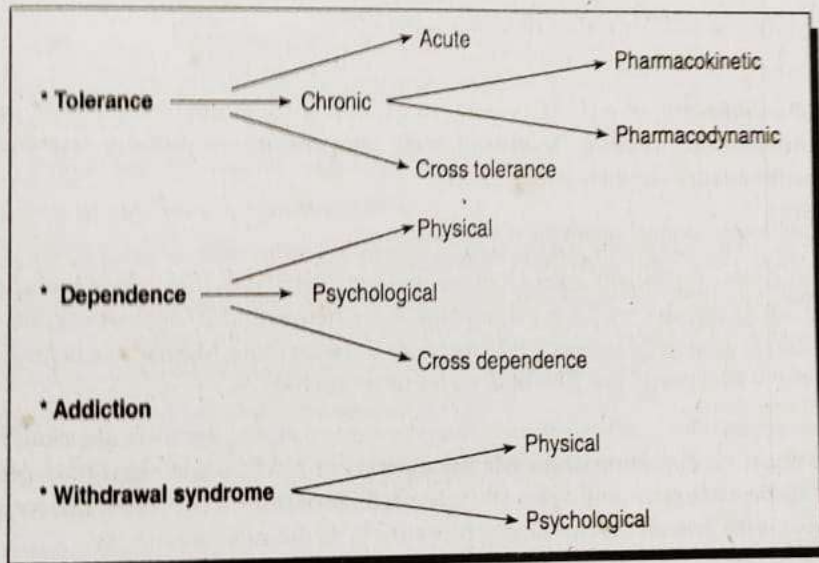 Acute
Pharmacokinetic
* Tolerance
Chronic
Pharmacodynamic
Cross tolerance
Physical
* Dependence
Psychological
Cross dependence
* Addiction
Physical
* Withdrawal syndrome
Psychological